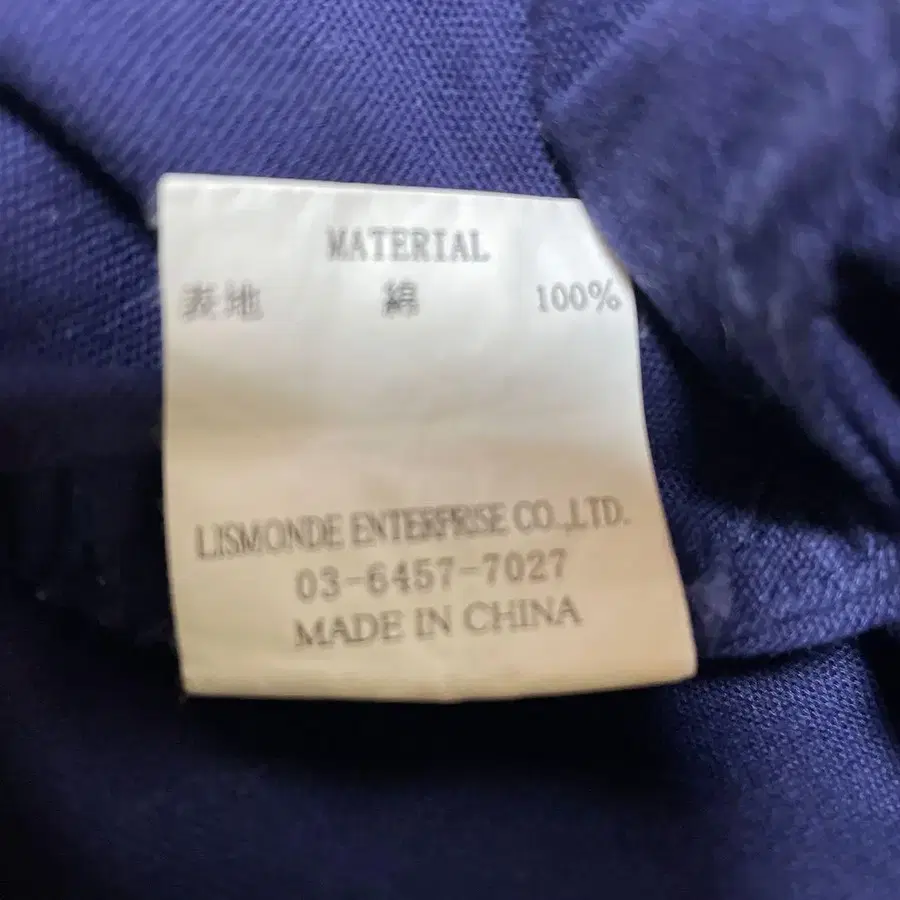 MATERIAL
表地 綿 100%
LISMONDE ENTERPRISE CO.,LTD.
03-6457-7027
MADE IN CHINA